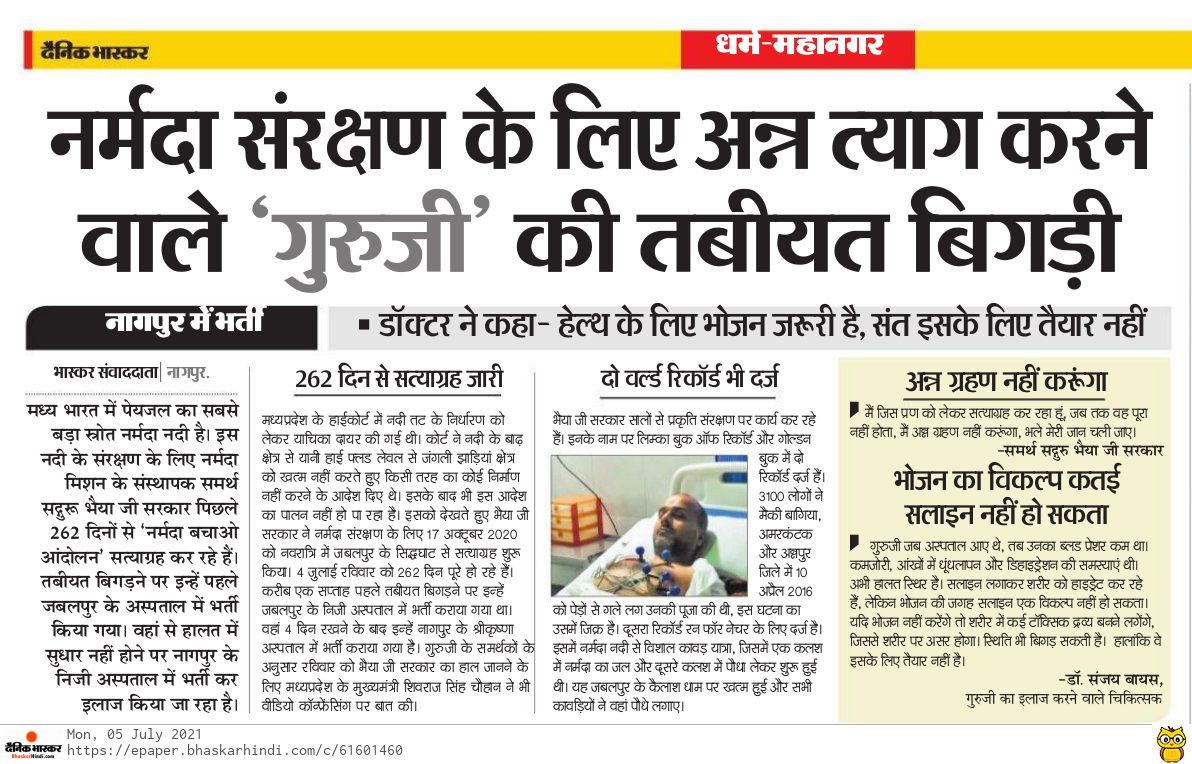 दैनिक भास्कर
धर्म-महानगर
नर्मदा संरक्षण के लिए अन्न त्याग करने
वाले ‘गुरुजी’ की तबीयत बिगड़ी
नागपुर में भर्ती
▪ डॉक्टर ने कहा- हेल्थ के लिए भोजन जरूरी है, संत इसके लिए तैयार नहीं
भास्कर संवाददाता| नागपुर.
मध्य भारत में पेयजल का सबसे
बड़ा स्रोत नर्मदा नदी है। इस
नदी के संरक्षण के लिए नर्मदा
मिशन के संस्थापक समर्थ
सद्गुरू भैया जी सरकार पिछले
262 दिनों से ‘नर्मदा बचाओ
आंदोलन’ सत्याग्रह कर रहे हैं।
तबीयत बिगड़ने पर इन्हें पहले
जबलपुर के अस्पताल में भर्ती
किया गया। वहां से हालत में
सुधार नहीं होने पर नागपुर के
निजी अस्पताल में भर्ती कर
इलाज किया जा रहा है।
262 दिन से सत्याग्रह जारी
मध्यप्रदेश के हाईकोर्ट में नदी तट के निर्धारण को
लेकर याचिका दायर की गई थी। कोर्ट ने नदी के बाढ़
क्षेत्र से यानी हाई फ्लड लेवल से जंगली झाड़ियां क्षेत्र
को खत्म नहीं करते हुए किसी तरह का कोई निर्माण
नहीं करने के आदेश दिए थे। इसके बाद भी इस आदेश
का पालन नहीं हो पा रहा है। इसको देखते हुए भैया जी
सरकार ने नर्मदा संरक्षण के लिए 17 अक्टूबर 2020
को नवरात्रि में जबलपुर के सिद्धघाट से सत्याग्रह शुरू
किया। 4 जुलाई रविवार को 262 दिन पूरे हो रहे हैं।
करीब एक सप्ताह पहले तबीयत बिगड़ने पर इन्हें
जबलपुर के निजी अस्पताल में भर्ती कराया गया था।
वहां 4 दिन रखने के बाद इन्हें नागपुर के श्रीकृष्णा
अस्पताल में भर्ती कराया गया है। गुरुजी के समर्थकों के
अनुसार रविवार को भैया जी सरकार का हाल जानने के
लिए मध्यप्रदेश के मुख्यमंत्री शिवराज सिंह चौहान ने भी
वीडियो कॉन्फ्रेंसिंग पर बात की।
दो वर्ल्ड रिकॉर्ड भी दर्ज
भैया जी सरकार सालों से प्रकृति संरक्षण पर कार्य कर रहे
हैं। इनके नाम पर लिम्का बुक ऑफ रिकॉर्ड और गोल्डन
बुक में दो
रिकॉर्ड दर्ज हैं।
3100 लोगों ने
मैकी बागिया,
अमरकंटक
और अन्नपुर
जिले में 10
अप्रैल 2016
को पेड़ों से गले लग उनकी पूजा की थी, इस घटना का
उसमें जिक्र है। दूसरा रिकॉर्ड रन फॉर नेचर के लिए दर्ज है।
इसमें नर्मदा नदी से विशाल कावड़ यात्रा, जिसमें एक कलश
में नर्मदा का जल और दूसरे कलश में पौधा लेकर शुरू हुई
थी। यह जबलपुर के कैलाश धाम पर खत्म हुई और सभी
कावड़ियों ने वहां पौधे लगाए।
अन्न ग्रहण नहीं करूंगा
मैं जिस प्रण को लेकर सत्याग्रह कर रहा हूं, जब तक वह पूरा
नहीं होता, मैं अन्न ग्रहण नहीं करूंगा, भले मेरी जान चली जाए।
-समर्थ सद्गुरु भैया जी सरकार
भोजन का विकल्प कतई
सलाइन नहीं हो सकता
गुरुजी जब अस्पताल आए थे, तब उनका ब्लड प्रेशर कम था।
कमजोरी, आंखों में धूंधलापन और डिहाइड्रेशन की समस्याएं थी।
अभी हालत स्थिर है। सलाइन लगाकर शरीर को हाइड्रेट कर रहे
हैं, लेकिन भोजन की जगह सलाइन एक विकल्प नहीं हो सकता।
यदि भोजन नहीं करेंगे तो शरीर में कई टॉक्सिक द्रव्य बनने लगेंगे,
जिससे शरीर पर असर होगा। स्थिति भी बिगड़ सकती है। हालांकि वे
इसके लिए तैयार नहीं है।
-डॉ. संजय बायस,
गुरुजी का इलाज करने वाले चिकित्सक
दैनिक भास्कर
BhaskarHindi.com
Mon, 05 July 2021
https://epaper.bhaskarhindi.com/c/61601460